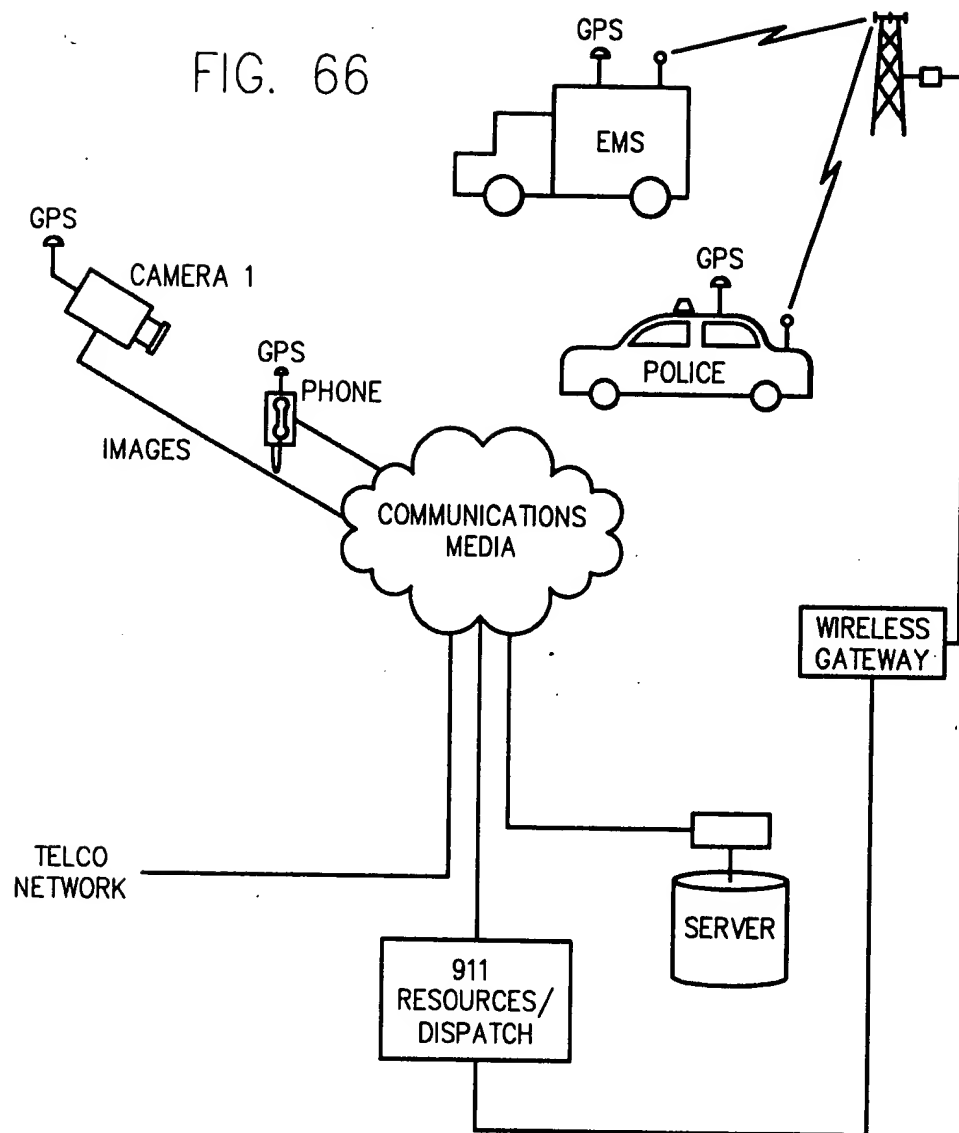 FIG. 66
GPS
EMS
GPS
CAMERA 1
GPS
POLICE
GPS
PHONE
IMAGES
COMMUNICATIONS
MEDIA
WIRELESS
GATEWAY
TELCO
NETWORK
SERVER
911
RESOURCES/
DISPATCH